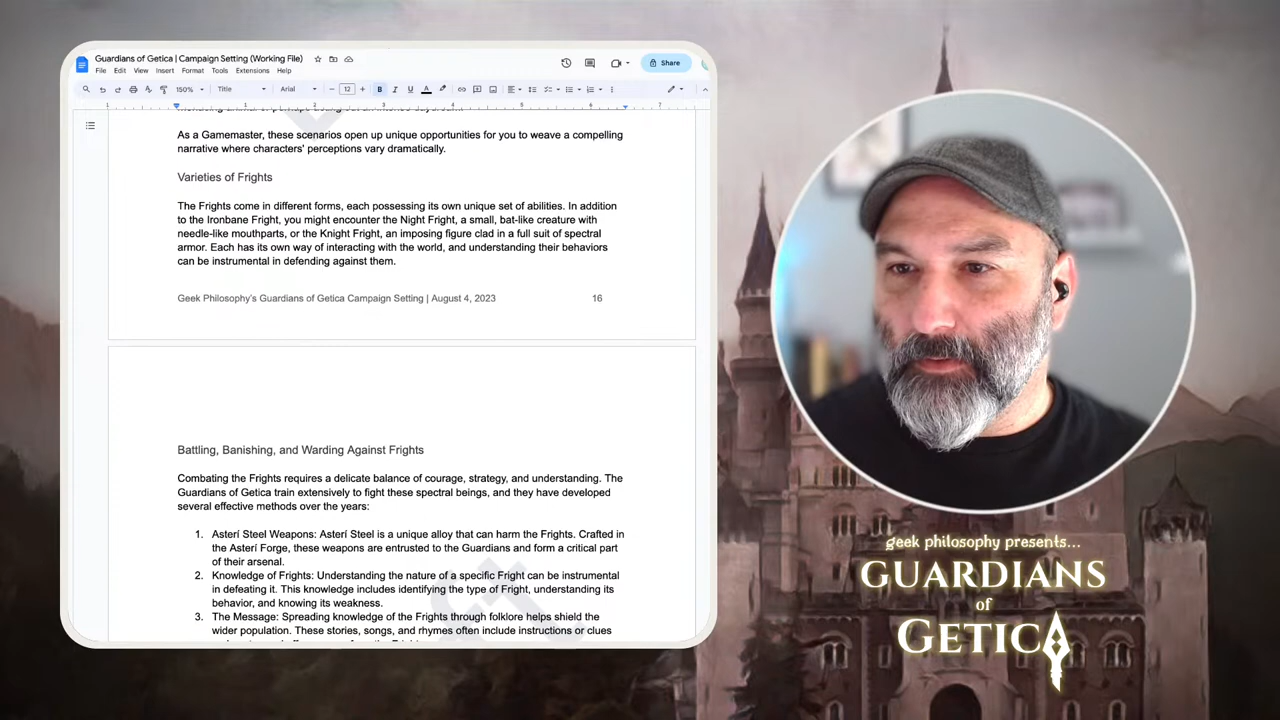 Guardians of Getica | Campaign Setting (Working File)
File Edit View Insert Format Tools Extensions Help
Share
150% Title Arial 12 B I U A
1 1 2 3 4 5 6 7
As a Gamemaster, these scenarios open up unique opportunities for you to weave a compelling
narrative where characters' perceptions vary dramatically.
Varieties of Frights
The Frights come in different forms, each possessing its own unique set of abilities. In addition
to the Ironbane Fright, you might encounter the Night Fright, a small, bat-like creature with
needle-like mouthparts, or the Knight Fright, an imposing figure clad in a full suit of spectral
armor. Each has its own way of interacting with the world, and understanding their behaviors
can be instrumental in defending against them.
Geek Philosophy's Guardians of Getica Campaign Setting | August 4, 2023 16
Battling, Banishing, and Warding Against Frights
Combating the Frights requires a delicate balance of courage, strategy, and understanding. The
Guardians of Getica train extensively to fight these spectral beings, and they have developed
several effective methods over the years:
1. Asterí Steel Weapons: Asterí Steel is a unique alloy that can harm the Frights. Crafted in
the Asterí Forge, these weapons are entrusted to the Guardians and form a critical part
of their arsenal.
2. Knowledge of Frights: Understanding the nature of a specific Fright can be instrumental
in defeating it. This knowledge includes identifying the type of Fright, understanding its
behavior, and knowing its weakness.
3. The Message: Spreading knowledge of the Frights through folklore helps shield the
wider population. These stories, songs, and rhymes often include instructions or clues
geek philosophy presents...
GUARDIANS
of
GETICA